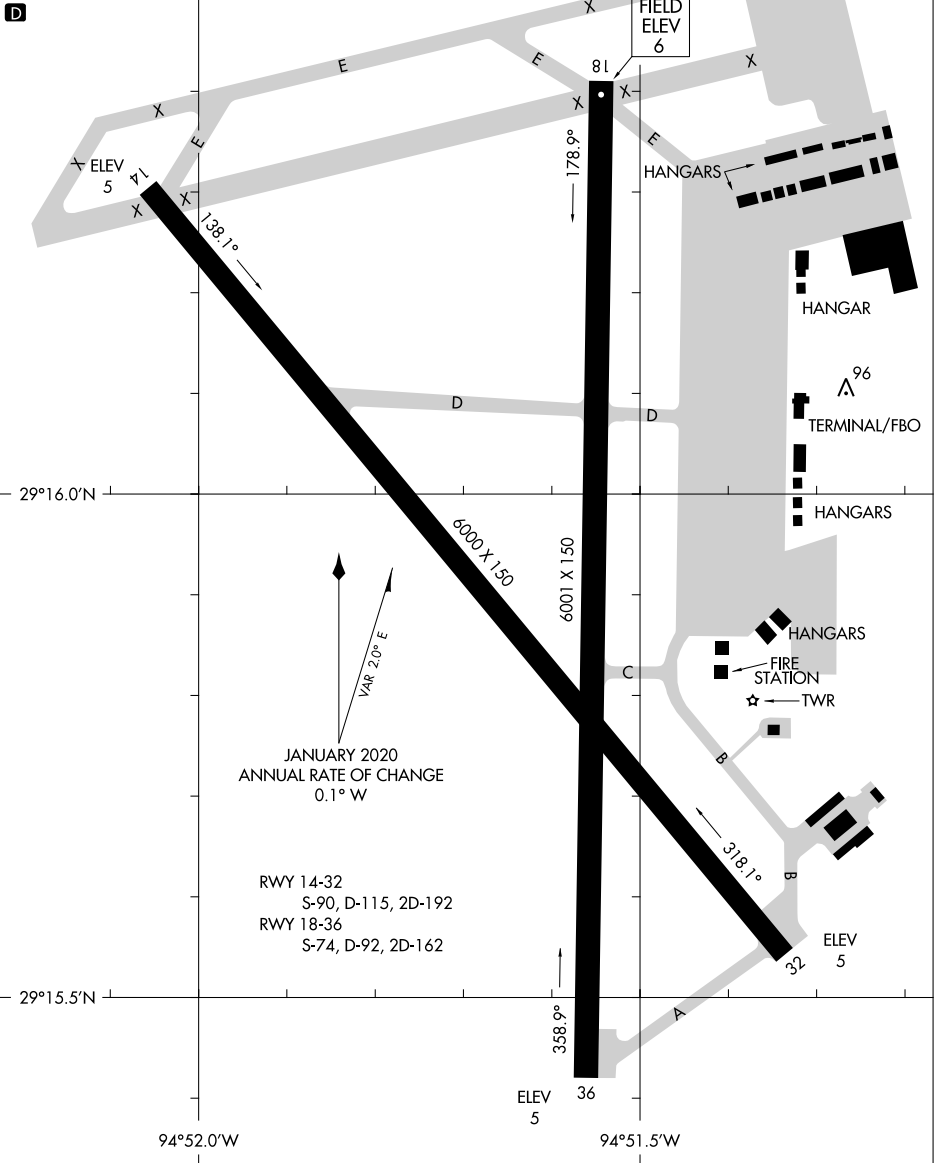 D
FIELD
ELEV
6
X
E
E
X
18
X
X
X
E
E
X
X
ELEV
5
14
X
X
178.9°
HANGARS
138.1°
HANGAR
96
D
D
TERMINAL/FBO
29°16.0'N
HANGARS
6000 X 150
6001 X 150
VAR 2.0° E
HANGARS
C
FIRE
STATION
TWR
B
JANUARY 2020
ANNUAL RATE OF CHANGE
0.1° W
318.1°
B
RWY 14-32
S-90, D-115, 2D-192
RWY 18-36
S-74, D-92, 2D-162
32
ELEV
5
29°15.5'N
A
358.9°
36
ELEV
5
94°52.0'W
94°51.5'W